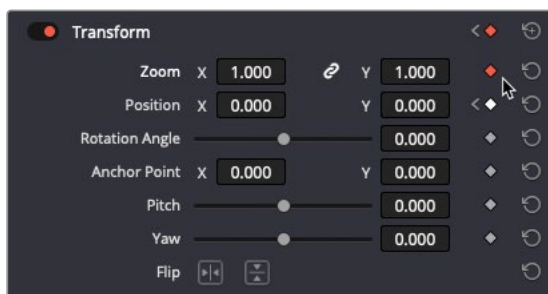 Transform
Zoom X 1.000 Y 1.000
Position X 0.000 Y 0.000
Rotation Angle 0.000
Anchor Point X 0.000 Y 0.000
Pitch 0.000
Yaw 0.000
Flip